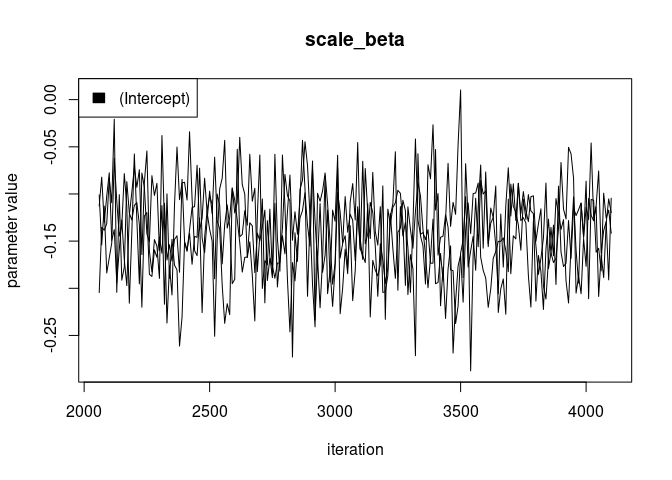 scale_beta
(Intercept)
0.00
-0.05
-0.15
-0.25
parameter value
2000 2500 3000 3500 4000
iteration